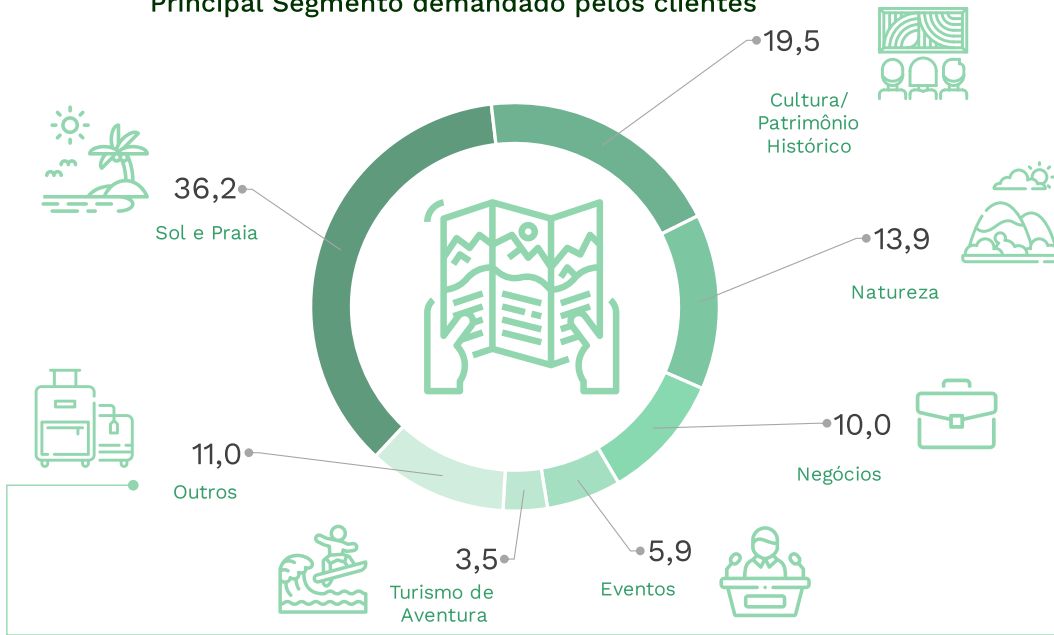 Principal Segmento demandado pelos clientes
19,5
Cultura/
Patrimônio
Histórico
36,2
Sol e Praia
13,9
Natureza
10,0
Negócios
11,0
Outros
3,5
Turismo de
Aventura
5,9
Eventos